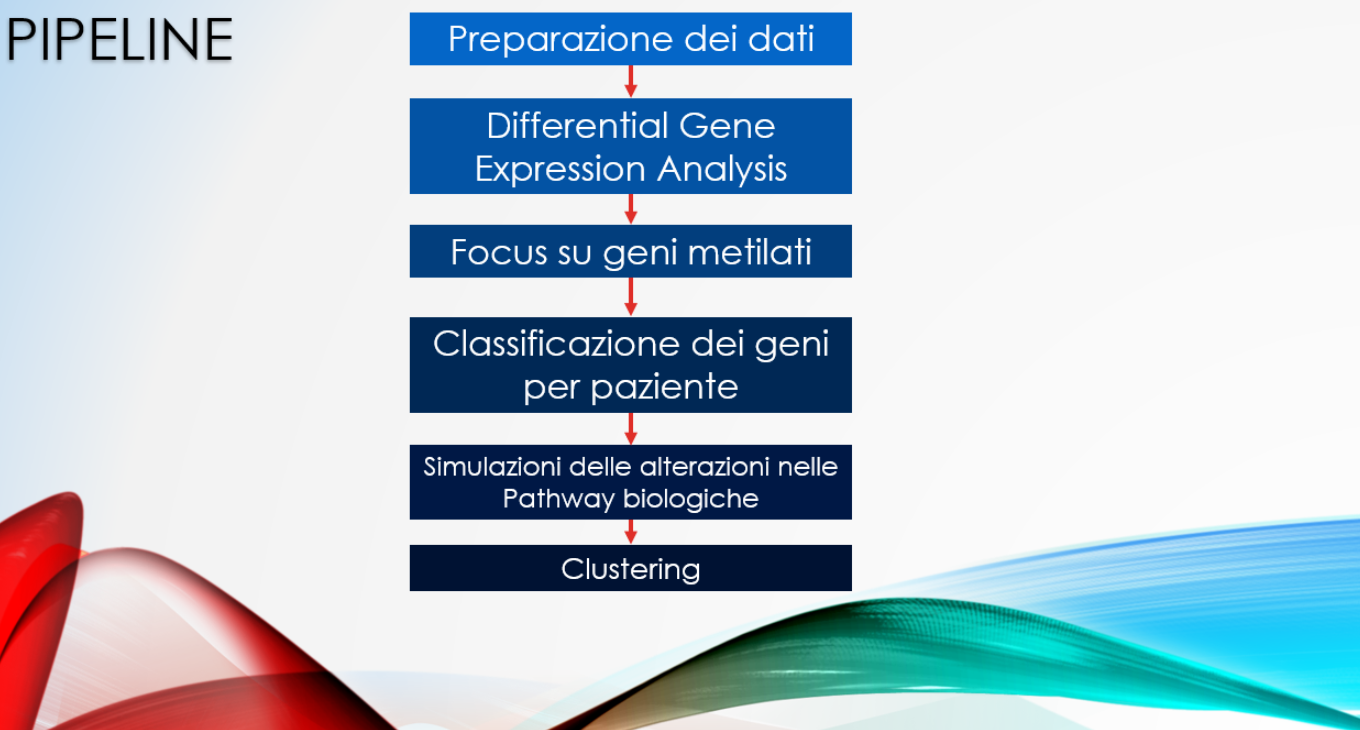 PIPELINE
Preparazione dei dati
Differential Gene
Expression Analysis
Focus su geni metilati
Classificazione dei geni
per paziente
Simulazioni delle alterazioni nelle
Pathway biologiche
Clustering